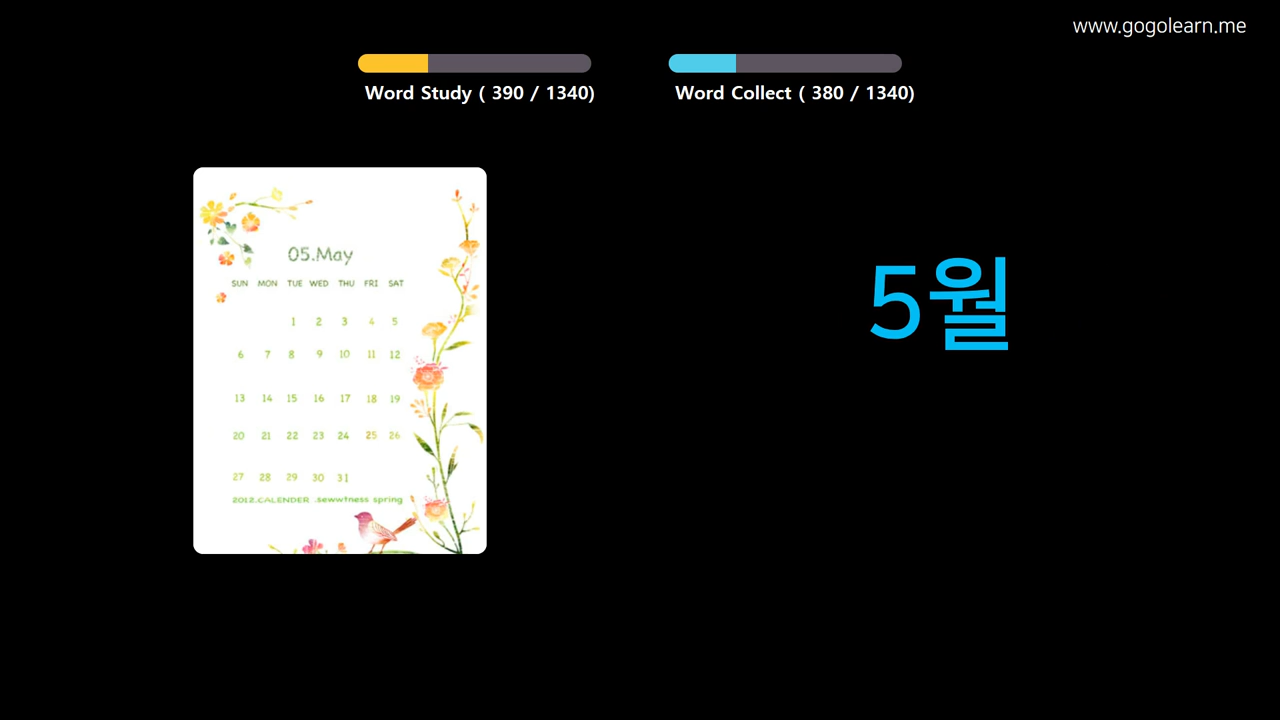 www.gogolearn.me
Word Study ( 390 / 1340)
Word Collect ( 380 / 1340)
05.May
SUN MON TUE WED THU FRI SAT
1 2 3 4 5
6 7 8 9 10 11 12
13 14 15 16 17 18 19
20 21 22 23 24 25 26
27 28 29 30 31
2012.CALENDER .sewwtness spring
5월